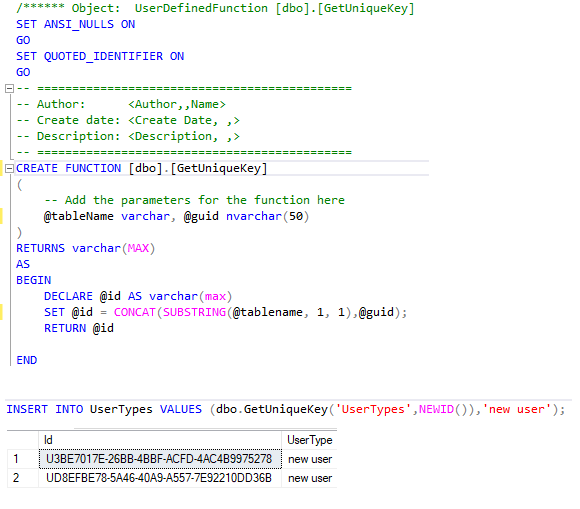 /****** Object:  UserDefinedFunction [dbo].[GetUniqueKey]
SET ANSI_NULLS ON
GO
SET QUOTED_IDENTIFIER ON
GO
-- =============================================
-- Author:      <Author,,Name>
-- Create date: <Create Date, ,>
-- Description: <Description, ,>
-- =============================================
CREATE FUNCTION [dbo].[GetUniqueKey]
(
    -- Add the parameters for the function here
    @tableName varchar, @guid nvarchar(50)
)
RETURNS varchar(MAX)
AS
BEGIN
    DECLARE @id AS varchar(max)
    SET @id = CONCAT(SUBSTRING(@tablename, 1, 1),@guid);
    RETURN @id
END
INSERT INTO UserTypes VALUES (dbo.GetUniqueKey('UserTypes',NEWID()),'new user');
Id UserType
1 U3BE7017E-26BB-4BBF-ACFD-4AC4B9975278 new user
2 UD8EFBE78-5A46-40A9-A557-7E92210DD36B new user